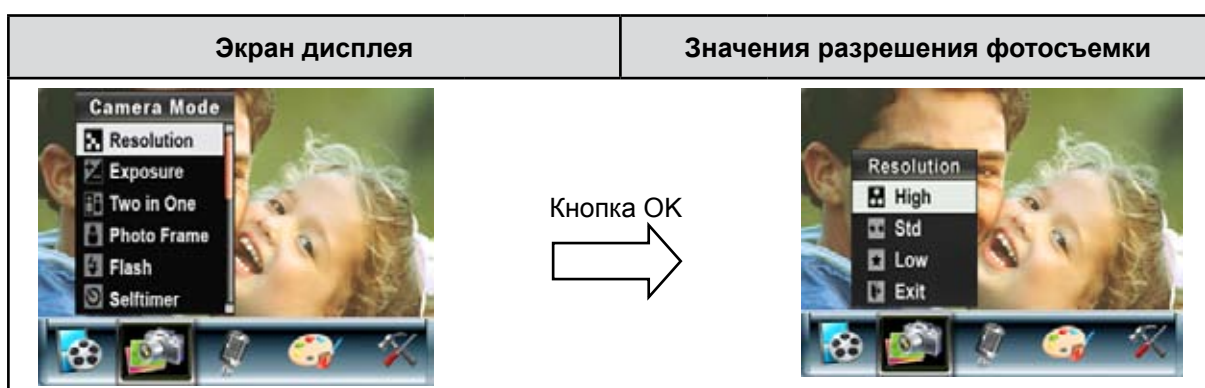 Экран дисплея
Значения разрешения фотосъемки
Camera Mode
Resolution
Exposure
Two in One
Photo Frame
Flash
Selftimer
Кнопка OK
Resolution
High
Std
Low
Exit